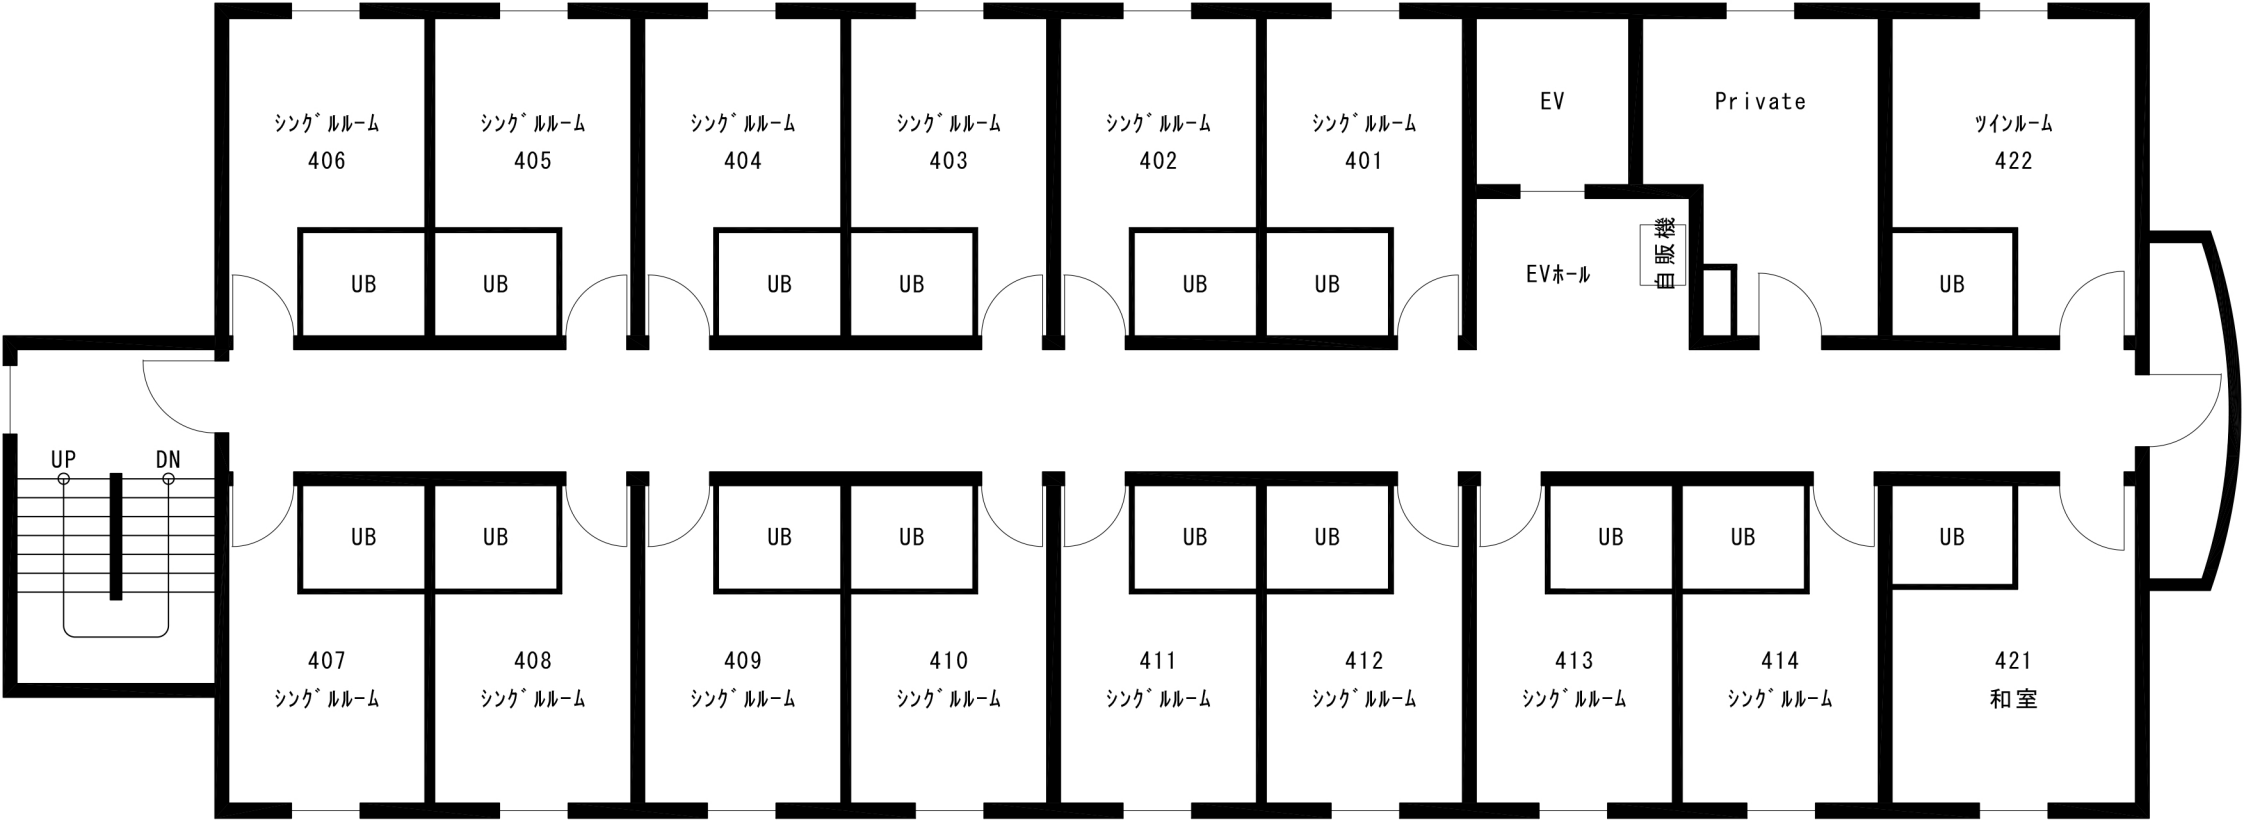 ｼﾝｸﾞﾙﾙｰﾑ
406
ｼﾝｸﾞﾙﾙｰﾑ
405
ｼﾝｸﾞﾙﾙｰﾑ
404
ｼﾝｸﾞﾙﾙｰﾑ
403
ｼﾝｸﾞﾙﾙｰﾑ
402
ｼﾝｸﾞﾙﾙｰﾑ
401
EV
Private
ﾂｲﾝﾙｰﾑ
422
UB
UB
UB
UB
UB
UB
EVﾎｰﾙ
自販機
UB
UP
DN
UB
UB
UB
UB
UB
UB
UB
UB
UB
407
ｼﾝｸﾞﾙﾙｰﾑ
408
ｼﾝｸﾞﾙﾙｰﾑ
409
ｼﾝｸﾞﾙﾙｰﾑ
410
ｼﾝｸﾞﾙﾙｰﾑ
411
ｼﾝｸﾞﾙﾙｰﾑ
412
ｼﾝｸﾞﾙﾙｰﾑ
413
ｼﾝｸﾞﾙﾙｰﾑ
414
ｼﾝｸﾞﾙﾙｰﾑ
421
和室